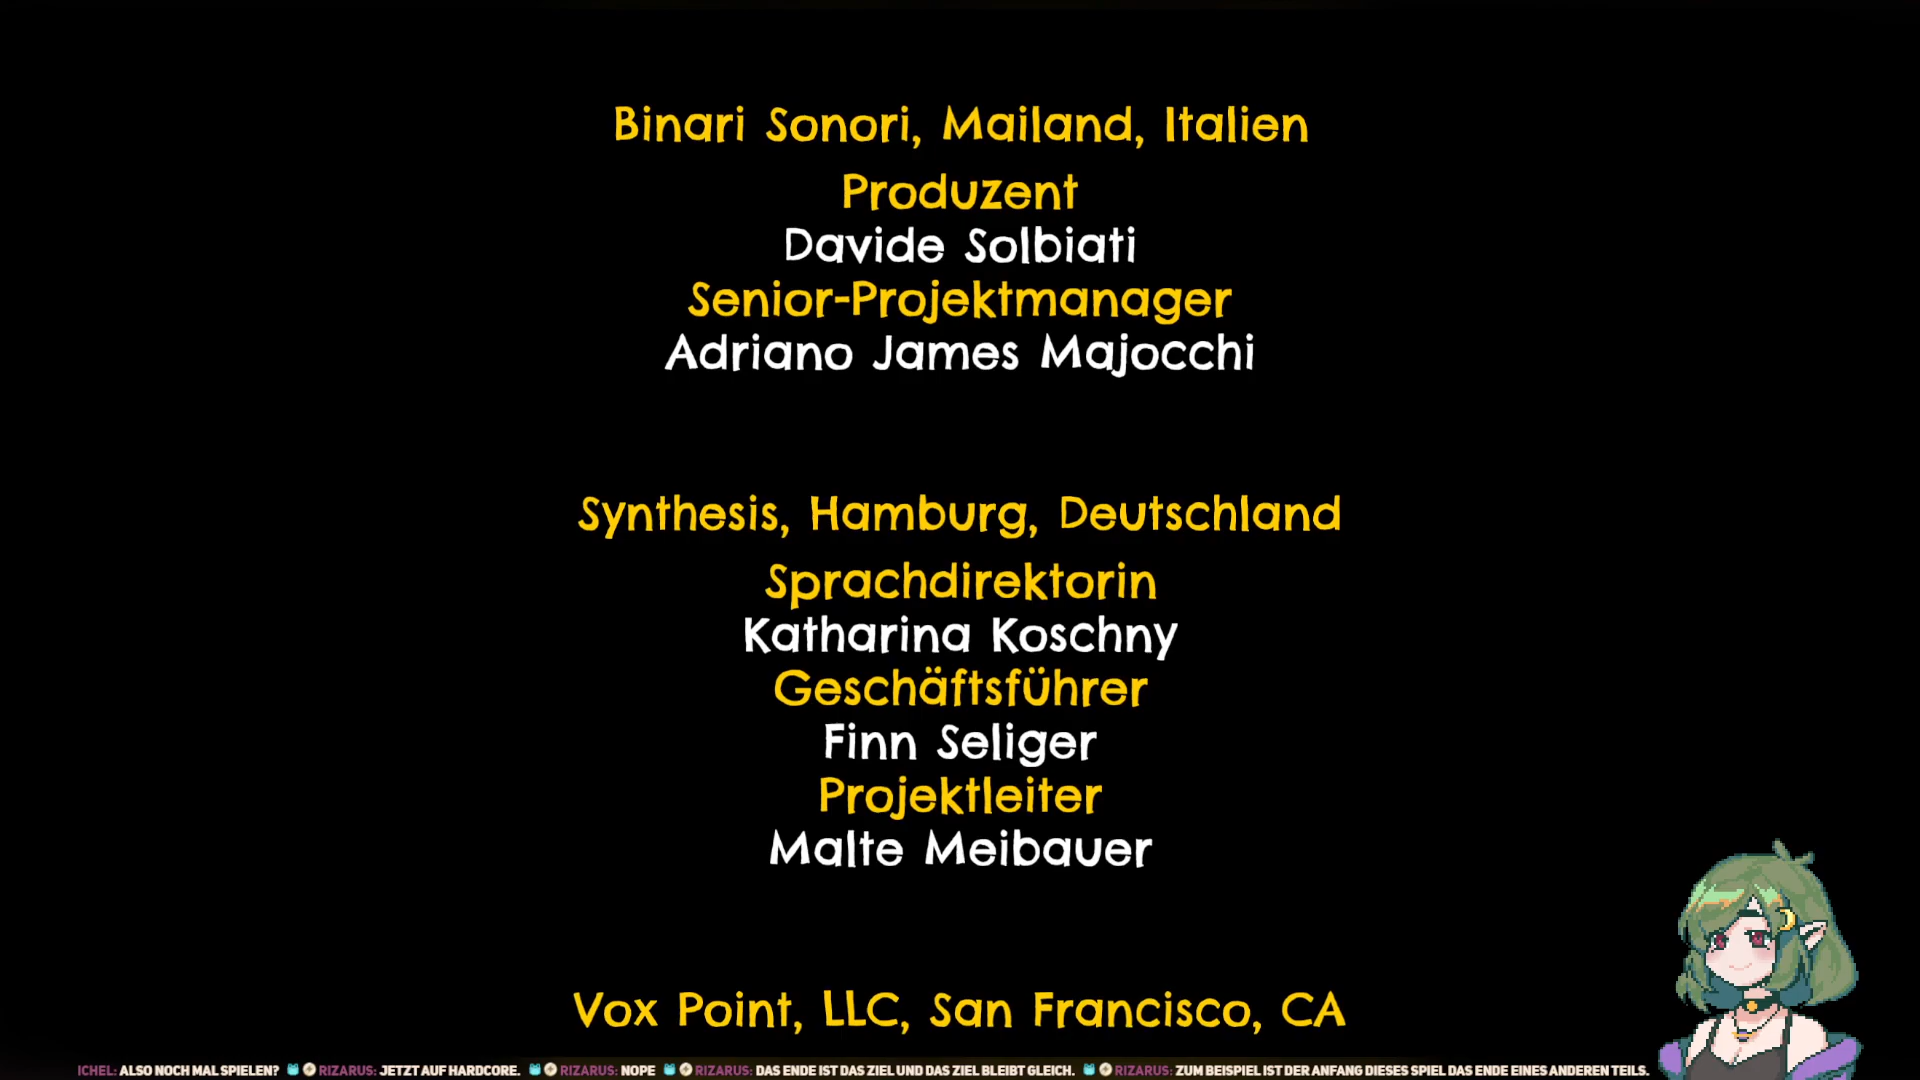 Binari Sonori, Mailand, Italien
Produzent
Davide Solbiati
Senior-Projektmanager
Adriano James Majocchi
Synthesis, Hamburg, Deutschland
Sprachdirektorin
Katharina Koschny
Geschäftsführer
Finn Seliger
Projektleiter
Malte Meibauer
Vox Point, LLC, San Francisco, CA
ICHEL: ALSO NOCH MAL SPIELEN? RIZARUS: JETZT AUF HARDCORE. RIZARUS: NOPE RIZARUS: DAS ENDE IST DAS ZIEL UND DAS ZIEL BLEIBT GLEICH. RIZARUS: ZUM BEISPIEL IST DER ANFANG DIESES SPIEL DAS ENDE EINES ANDEREN TEILS.